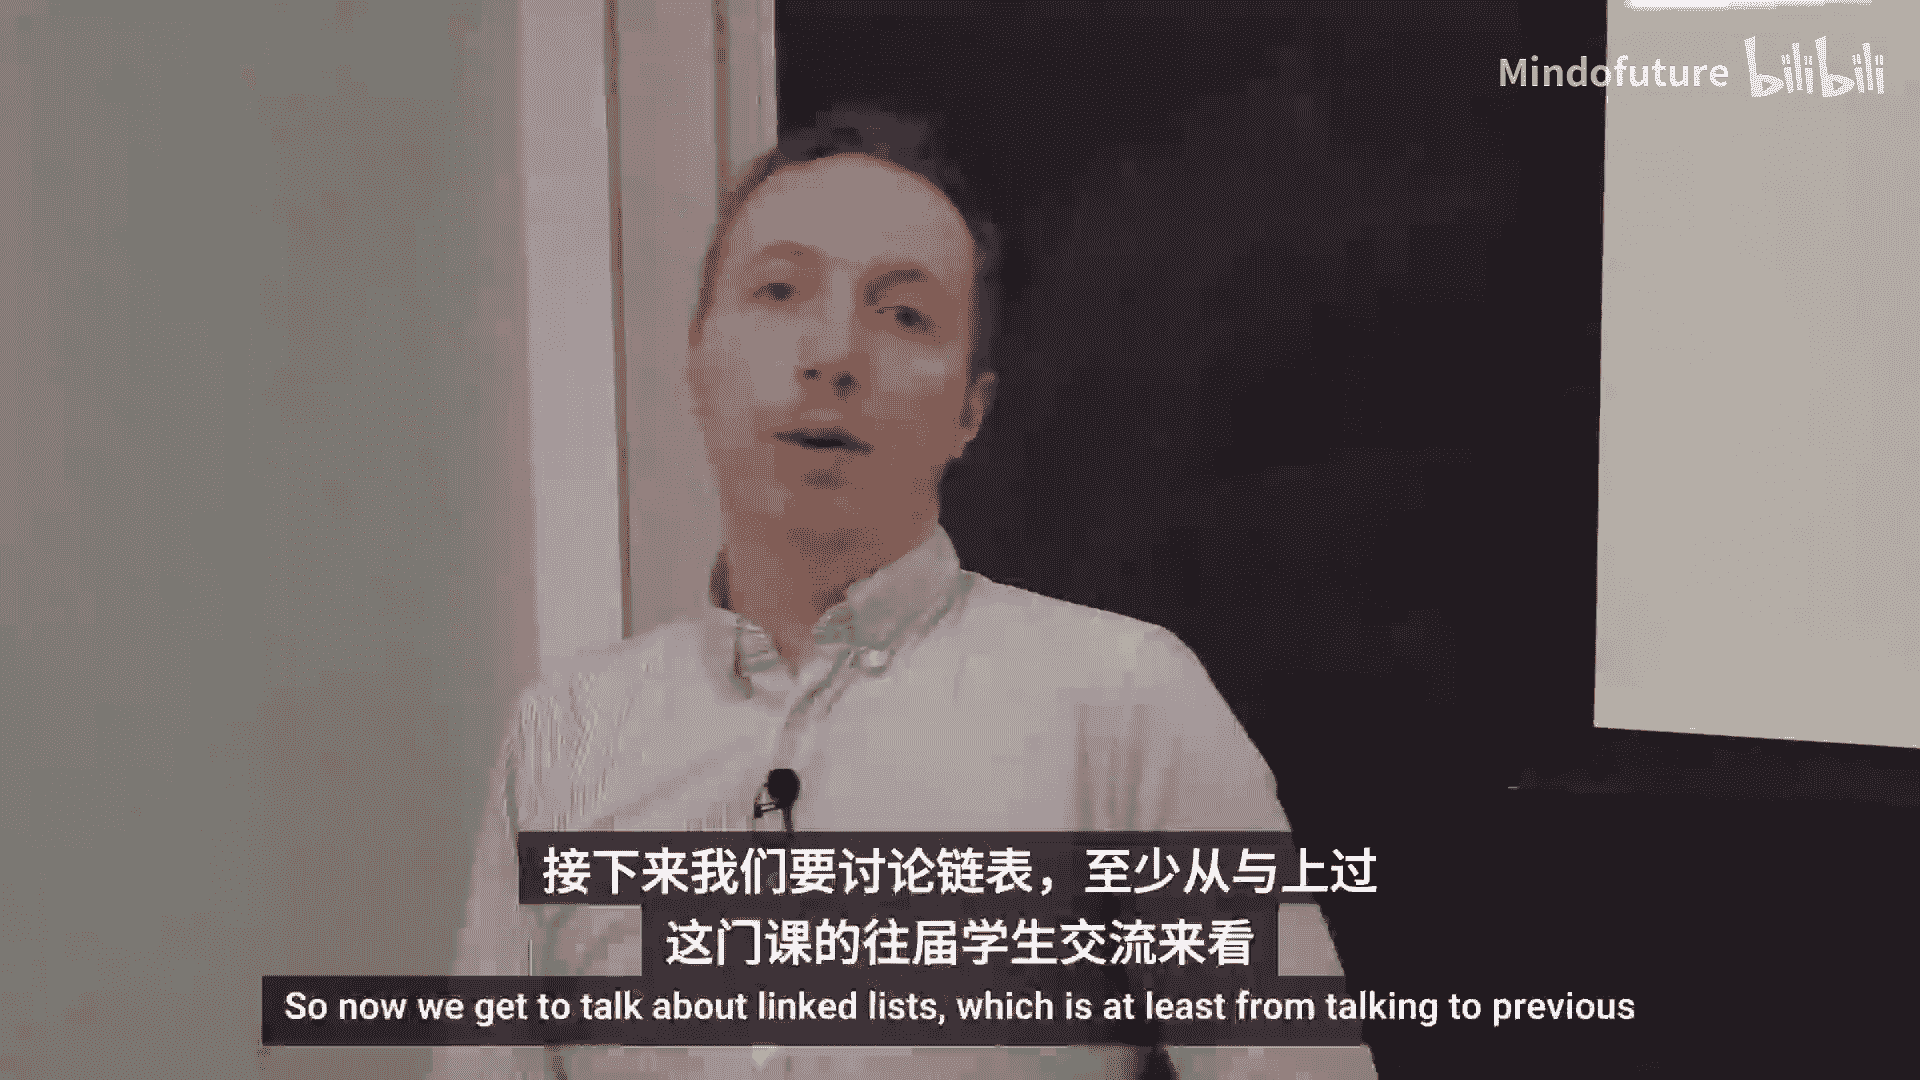 Mindofuture bilibili
接下来我们要讨论链表，至少从与上过
这门课的往届学生交流来看
So now we get to talk about linked lists, which is at least from talking to previous